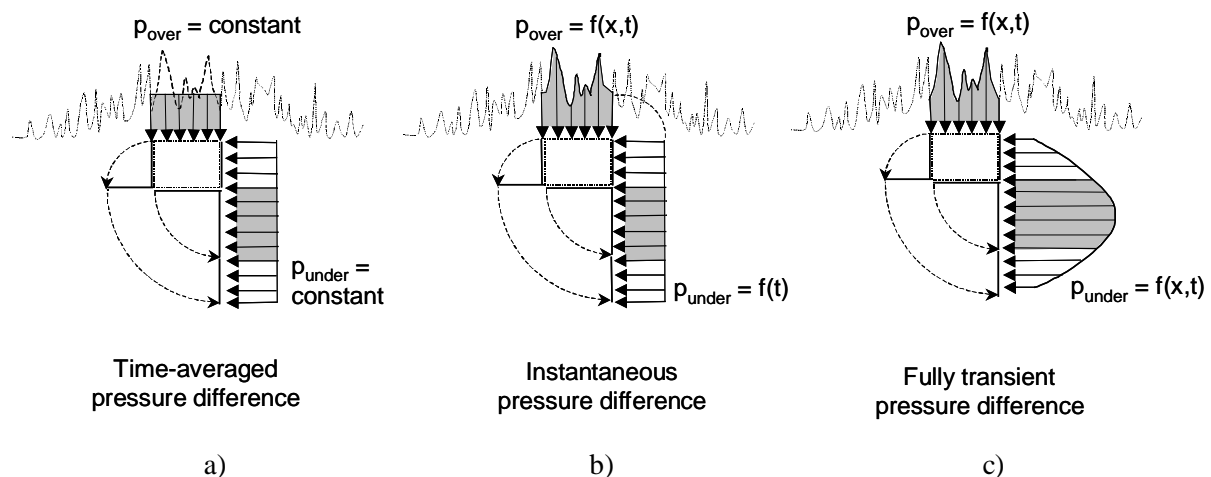 p_over = constant
p_under =
constant
Time-averaged
pressure difference
a)
p_over = f(x,t)
p_under = f(t)
Instantaneous
pressure difference
b)
p_over = f(x,t)
p_under = f(x,t)
Fully transient
pressure difference
c)